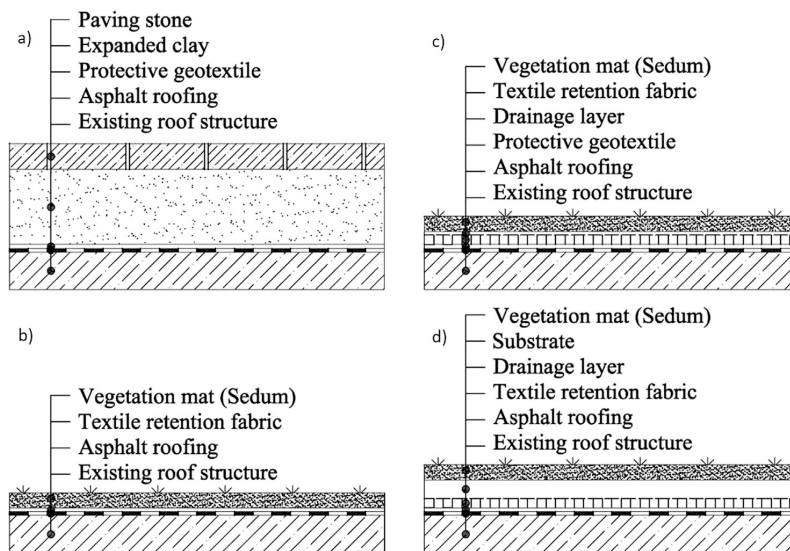 a)
Paving stone
Expanded clay
Protective geotextile
Asphalt roofing
Existing roof structure
b)
Vegetation mat (Sedum)
Textile retention fabric
Asphalt roofing
Existing roof structure
c)
Vegetation mat (Sedum)
Textile retention fabric
Drainage layer
Protective geotextile
Asphalt roofing
Existing roof structure
d)
Vegetation mat (Sedum)
Substrate
Drainage layer
Textile retention fabric
Asphalt roofing
Existing roof structure